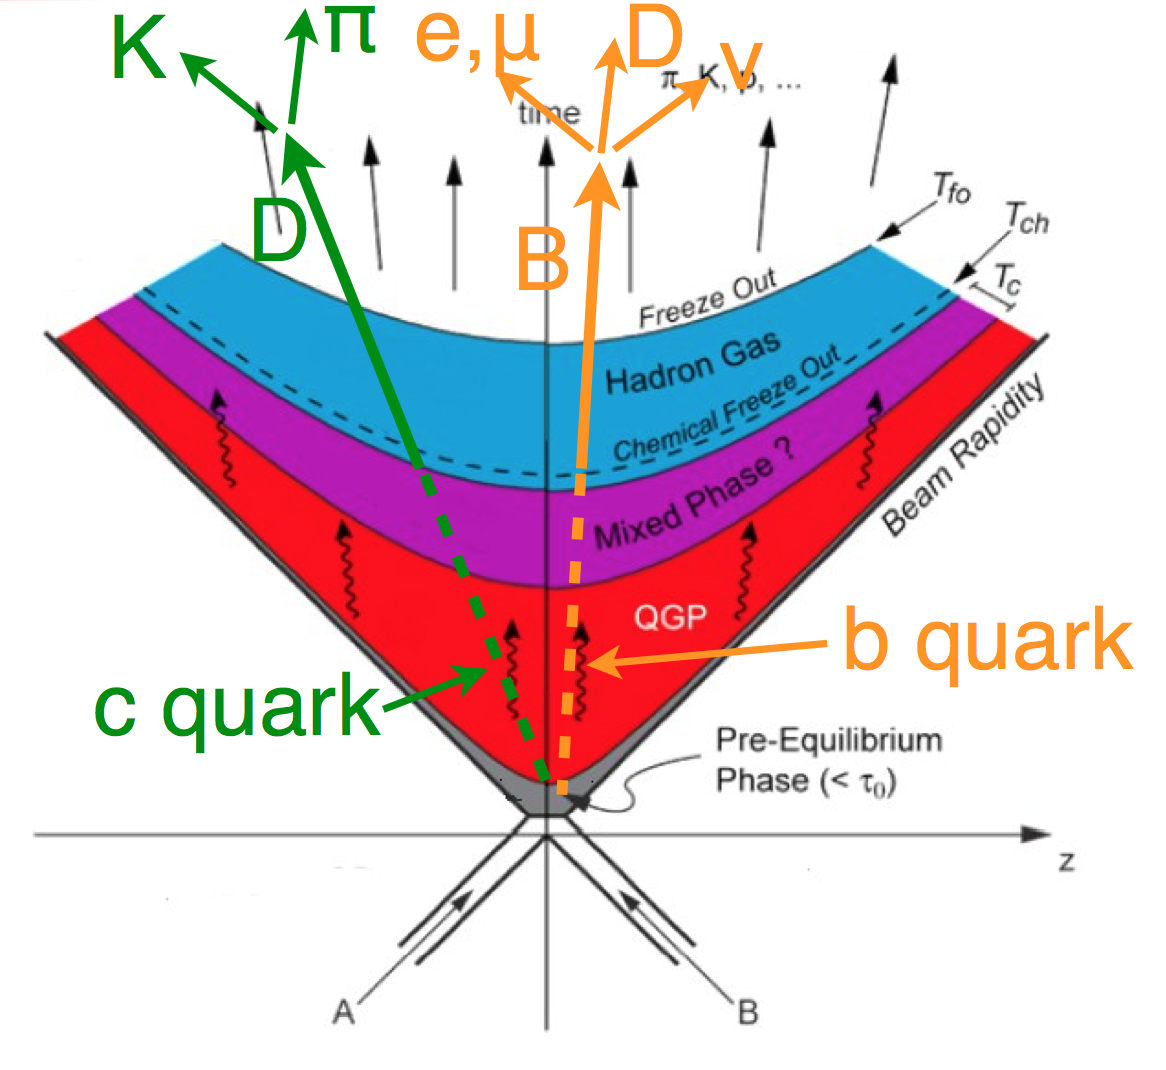 K
π
e,μ
D
ν
π, K, p, ...
time
D
B
T_fo
T_ch
T_c
Freeze Out
Hadron Gas
Chemical Freeze Out
Mixed Phase ?
Beam Rapidity
QGP
b quark
c quark
Pre-Equilibrium
Phase (< τ₀)
z
A
B